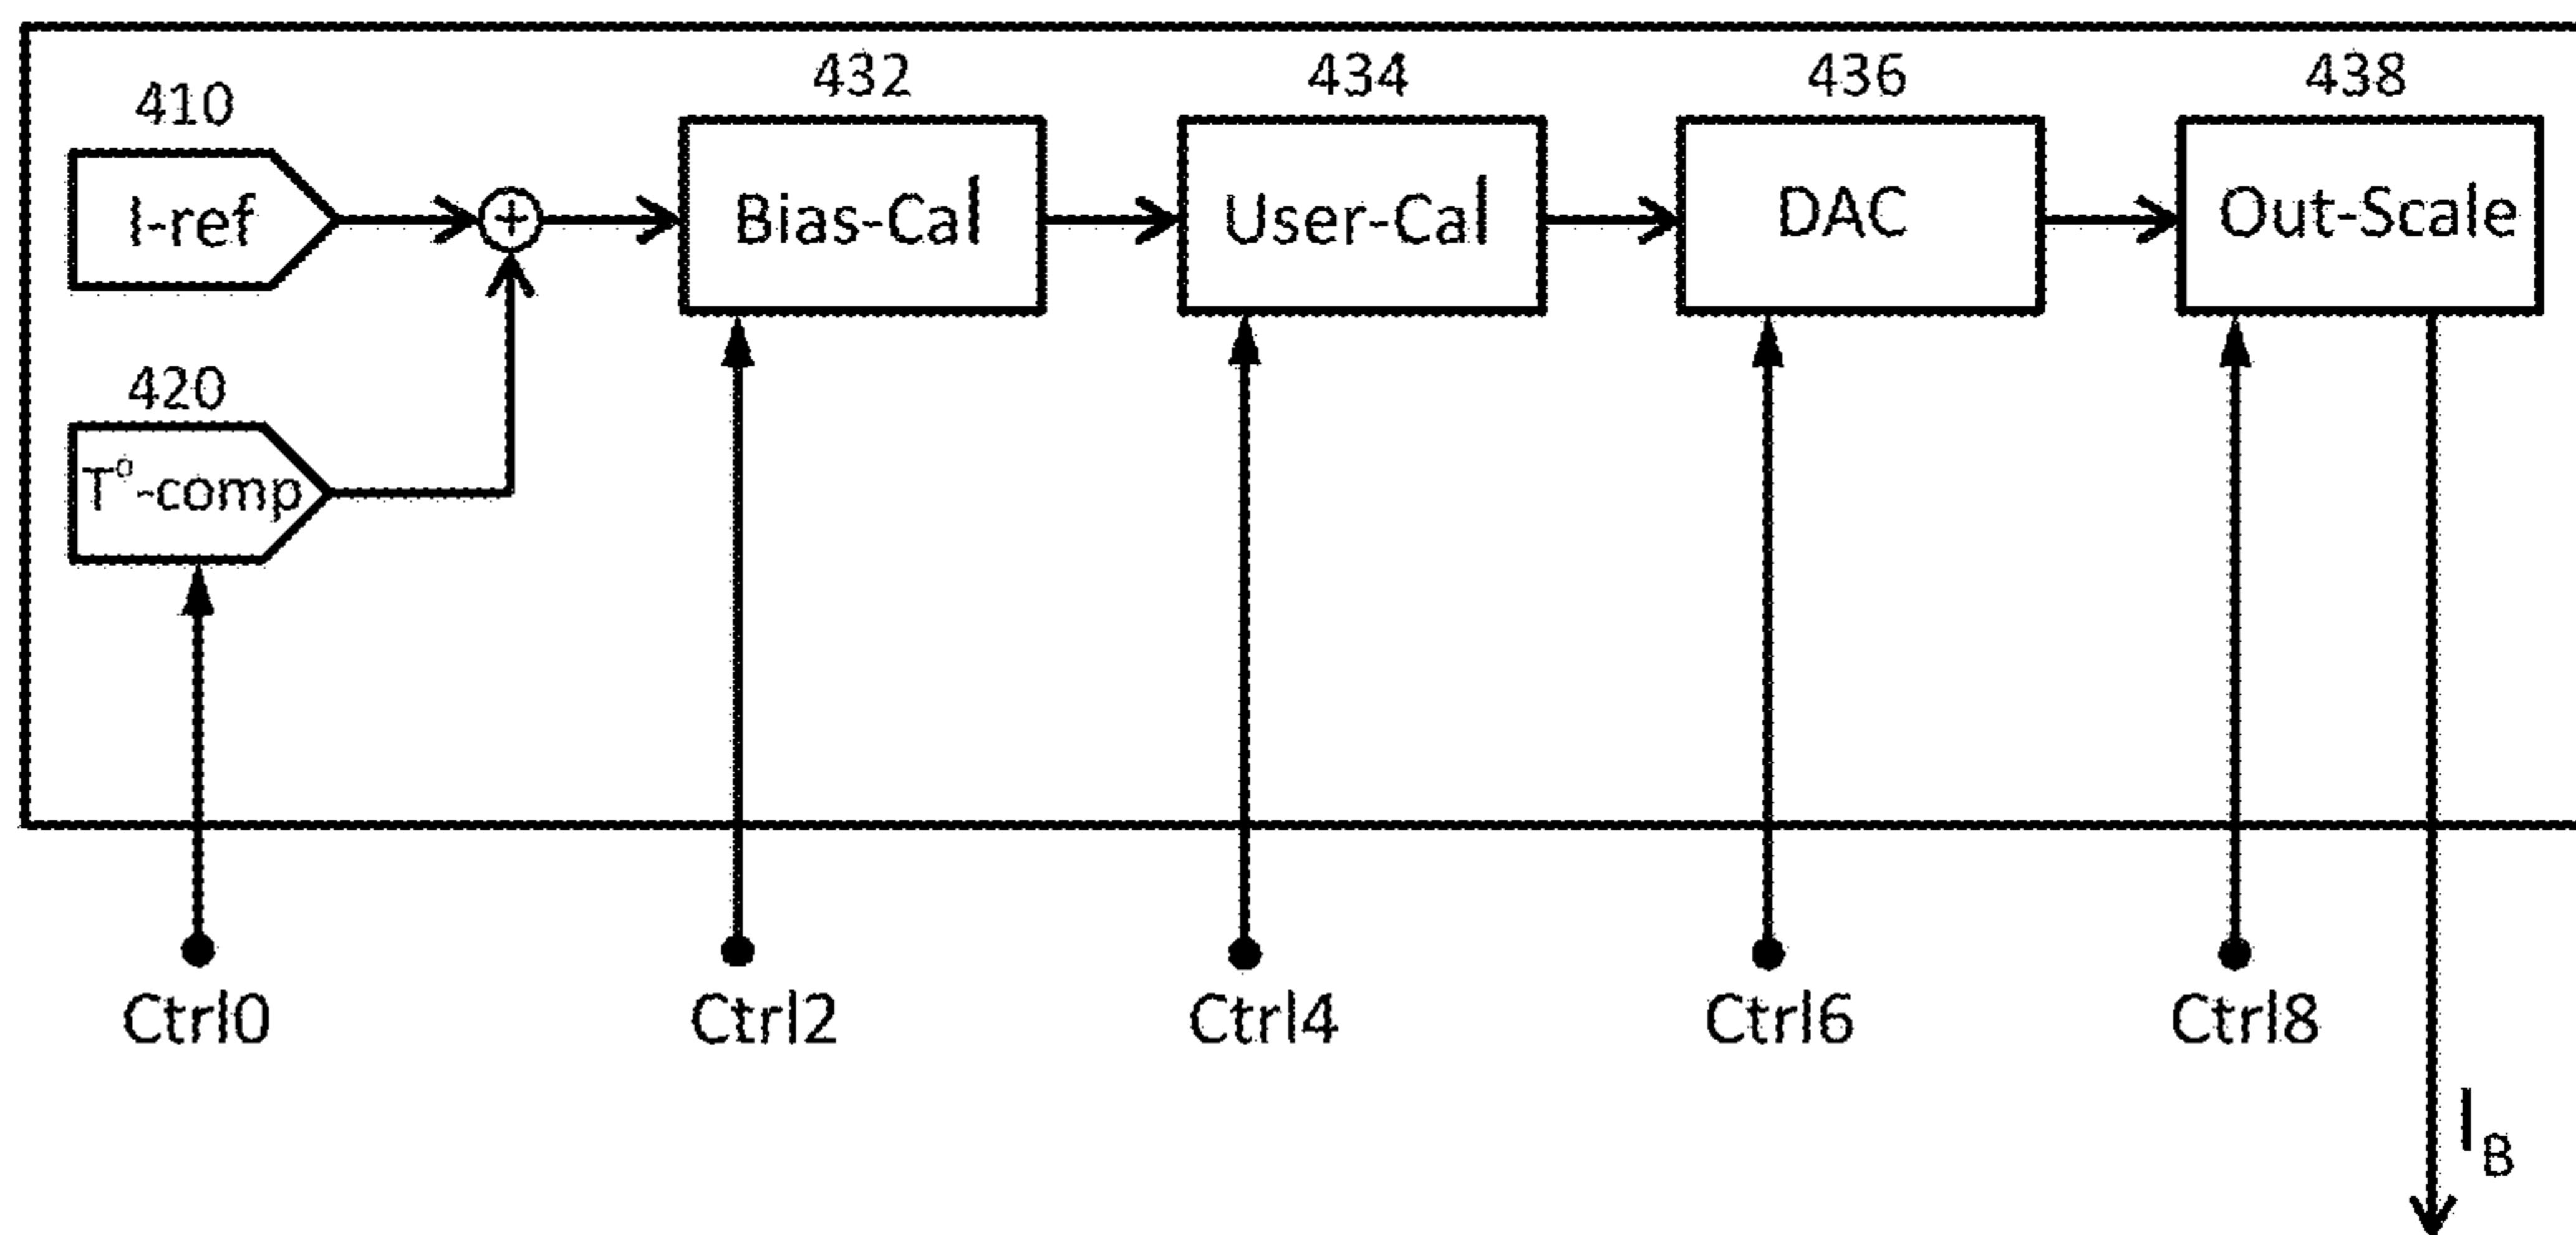 410
432
434
436
438
I-ref
+
Bias-Cal
User-Cal
DAC
Out-Scale
420
T°-comp
Ctrl0
Ctrl2
Ctrl4
Ctrl6
Ctrl8
I_B